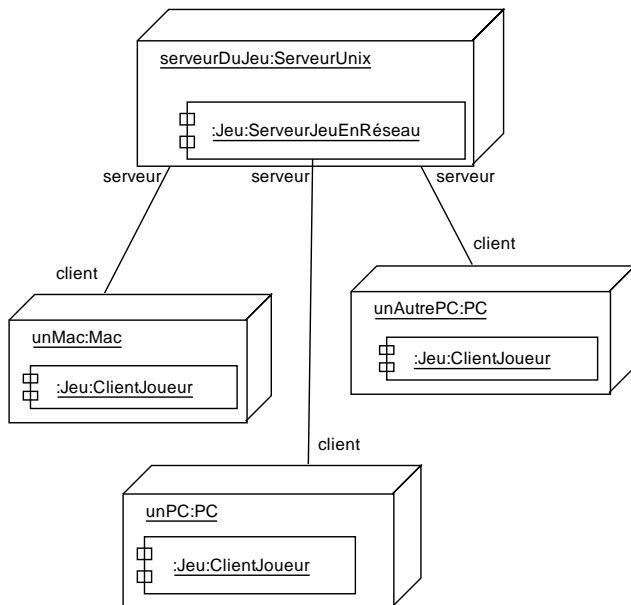 serveurDuJeu:ServeurUnix
:Jeu:ServeurJeuEnRéseau
serveur
serveur
serveur
client
client
unMac:Mac
:Jeu:ClientJoueur
unAutrePC:PC
:Jeu:ClientJoueur
client
unPC:PC
:Jeu:ClientJoueur